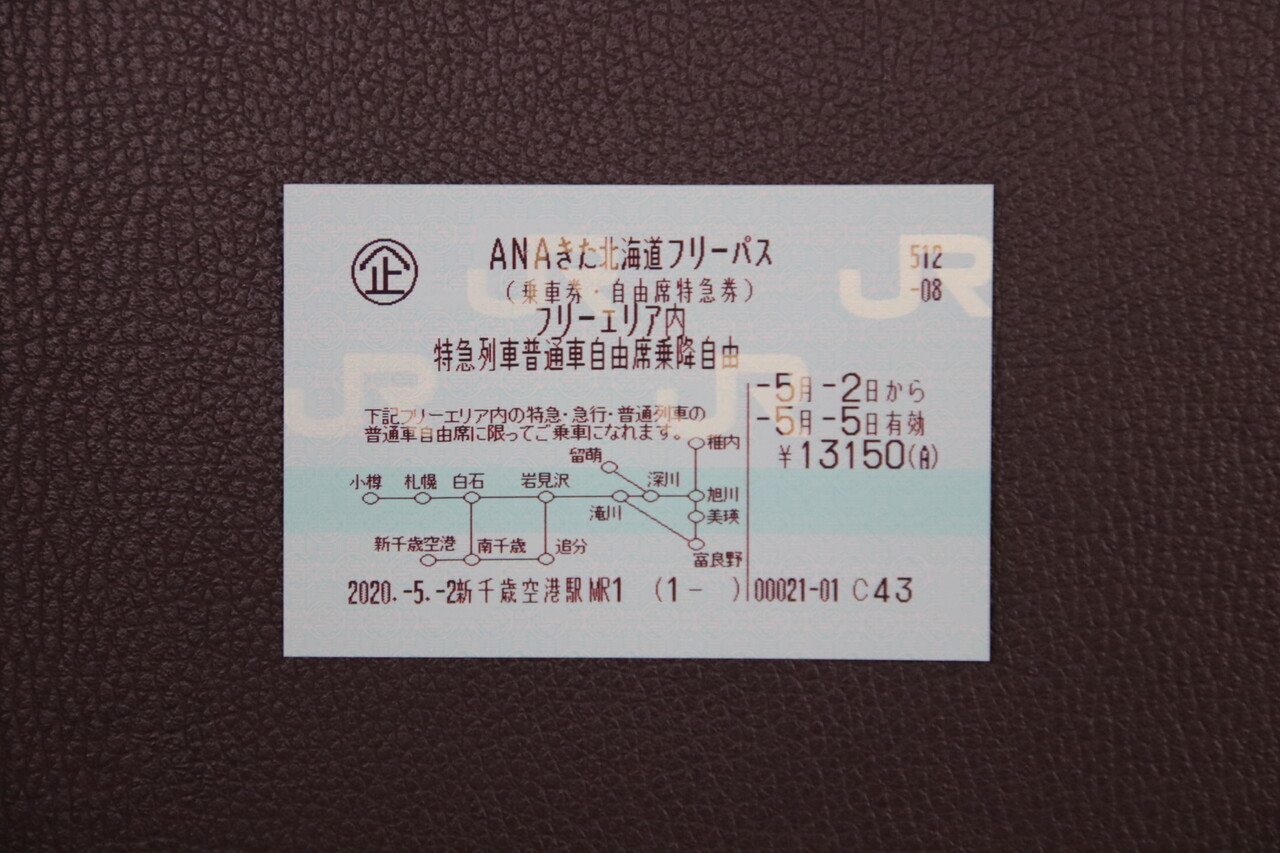 企
ANAきた北海道フリーパス
512
-08
(乗車券・自由席特急券)
フリーエリア内
特急列車普通車自由席乗降自由
-5月-2日から
-5月-5日有効
¥13150(A)
下記フリーエリア内の特急・急行・普通列車の
普通車自由席に限ってご乗車になれます。
稚内
留萌
小樽 札幌 白石 岩見沢 深川
滝川 旭川
美瑛
新千歳空港 南千歳 追分
富良野
2020.-5.-2新千歳空港駅MR1 (1- ) 00021-01 C43
JR JR
JR JR